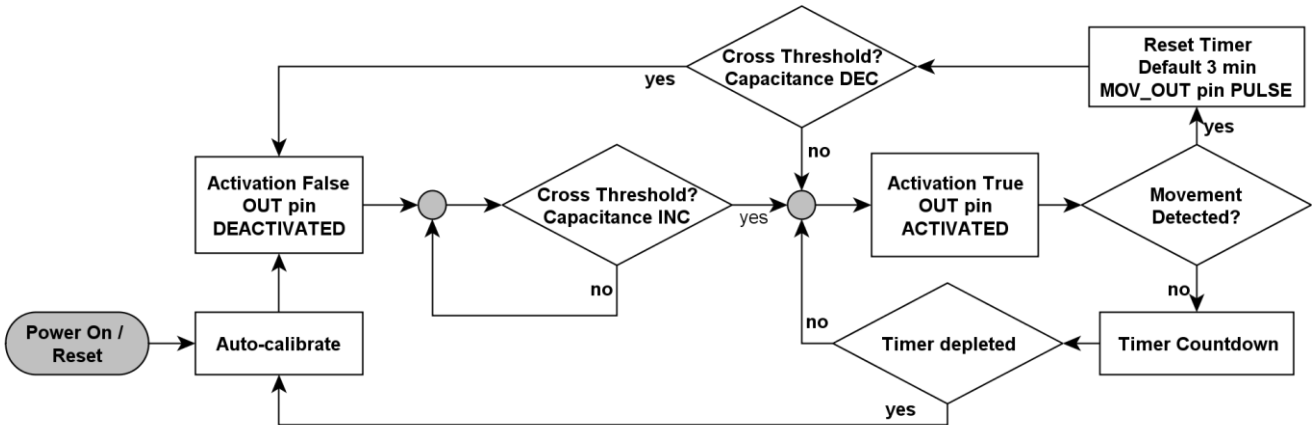 Cross Threshold?
Capacitance DEC
yes
no
Reset Timer
Default 3 min
MOV_OUT pin PULSE
yes
Activation False
OUT pin
DEACTIVATED
Cross Threshold?
Capacitance INC
yes
no
Activation True
OUT pin
ACTIVATED
Movement
Detected?
no
Power On /
Reset
Auto-calibrate
no
Timer depleted
yes
Timer Countdown